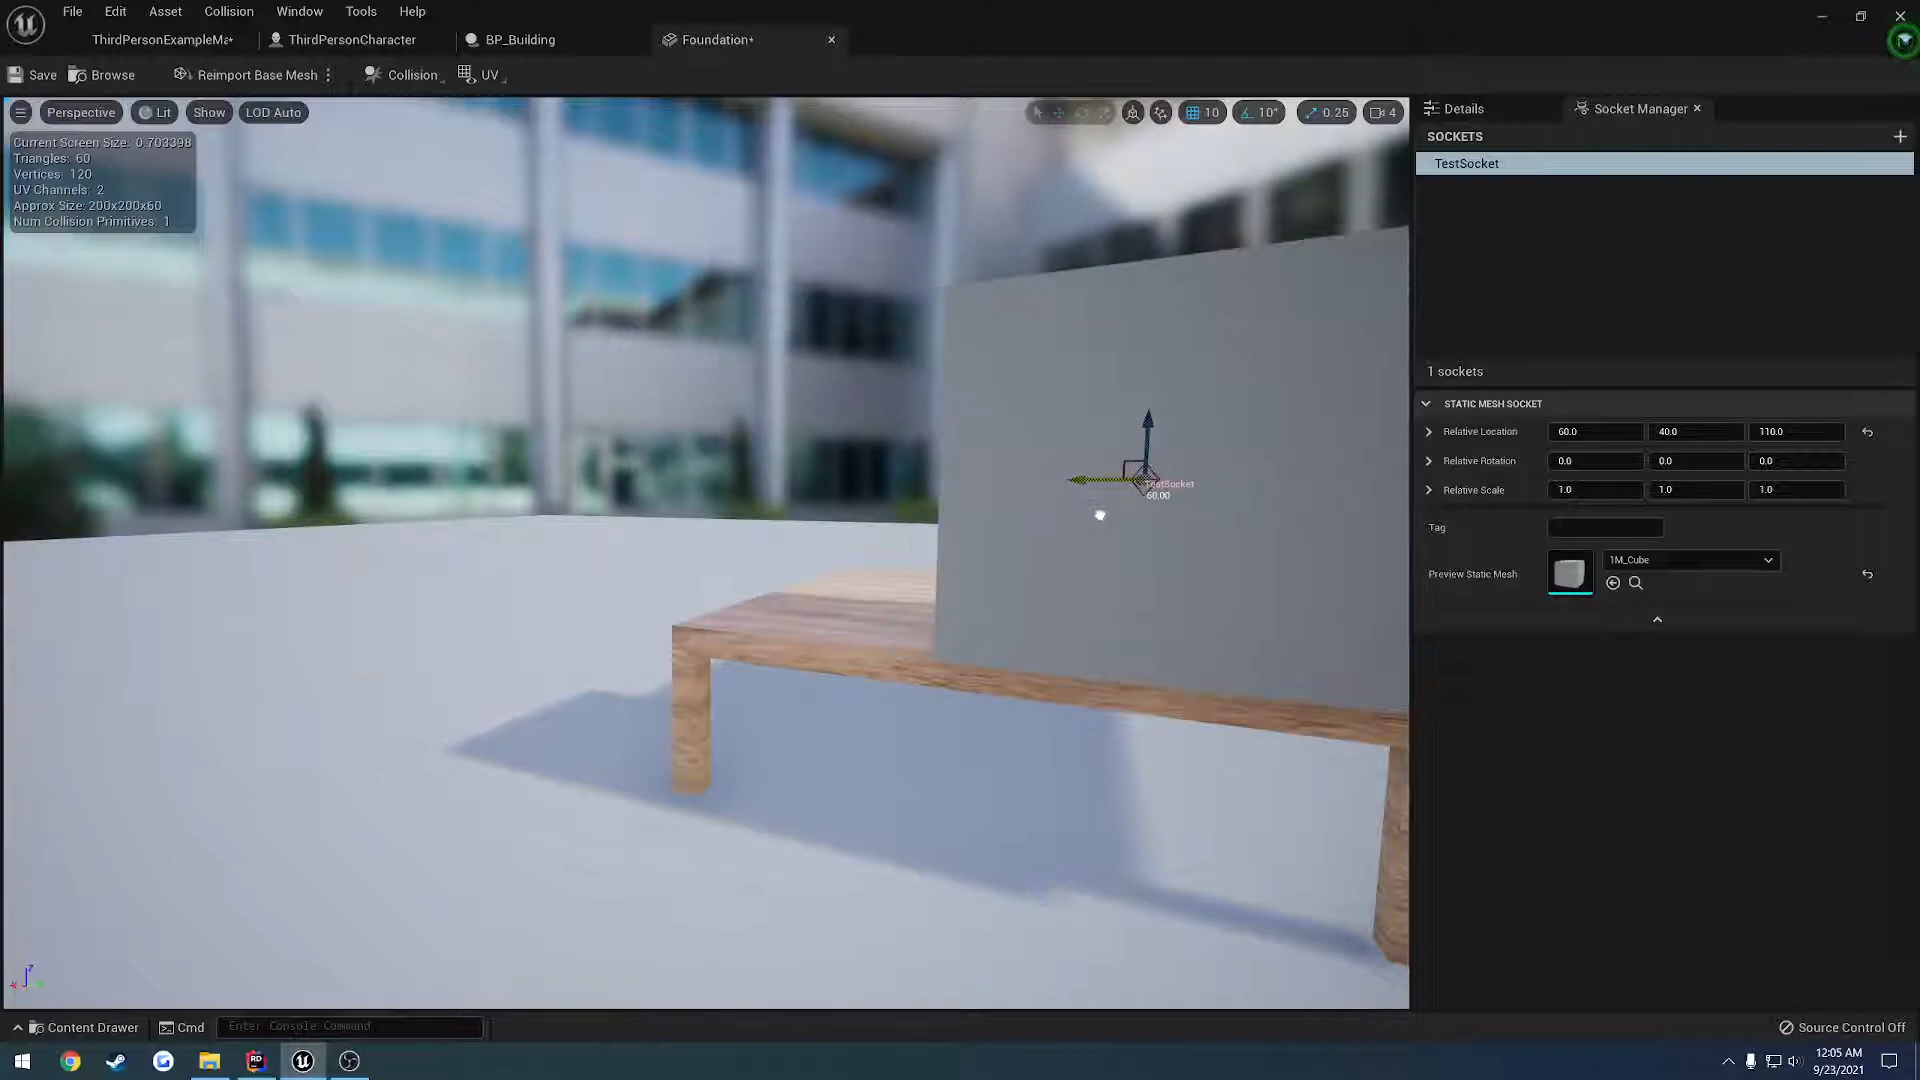 File Edit Asset Collision Window Tools Help
ThirdPersonExampleMa* ThirdPersonCharacter BP_Building Foundation*
Save Browse Reimport Base Mesh Collision UV
Perspective Lit Show LOD Auto 10 10° 0.25 4
Current Screen Size: 0.703398
Triangles: 60
Vertices: 120
UV Channels: 2
Approx Size: 200x200x60
Num Collision Primitives: 1
TestSocket
60.00
Details Socket Manager
SOCKETS
TestSocket
1 sockets
STATIC MESH SOCKET
Relative Location 60.0 40.0 110.0
Relative Rotation 0.0 0.0 0.0
Relative Scale 1.0 1.0 1.0
Tag
Preview Static Mesh 1M_Cube
z
Content Drawer Cmd Enter Console Command Source Control Off
RD
12:05 AM
9/23/2021